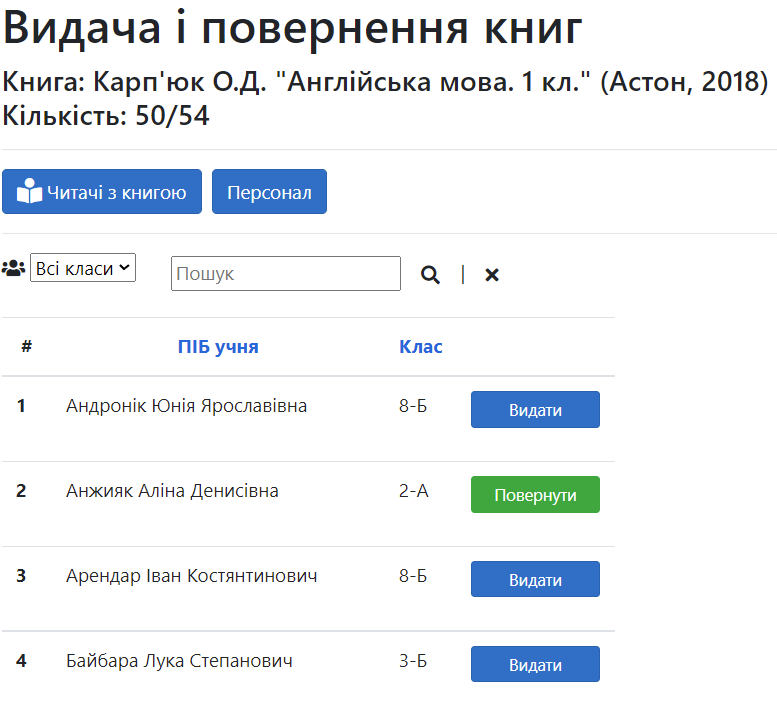 Видача і повернення книг
Книга: Карп'юк О.Д. "Англійська мова. 1 кл." (Астон, 2018)
Кількість: 50/54
Читачі з книгою Персонал
Всі класи Пошук |
# ПІБ учня Клас
1 Андронік Юнія Ярославівна 8-Б Видати
2 Анжияк Аліна Денисівна 2-А Повернути
3 Арендар Іван Костянтинович 8-Б Видати
4 Байбара Лука Степанович 3-Б Видати